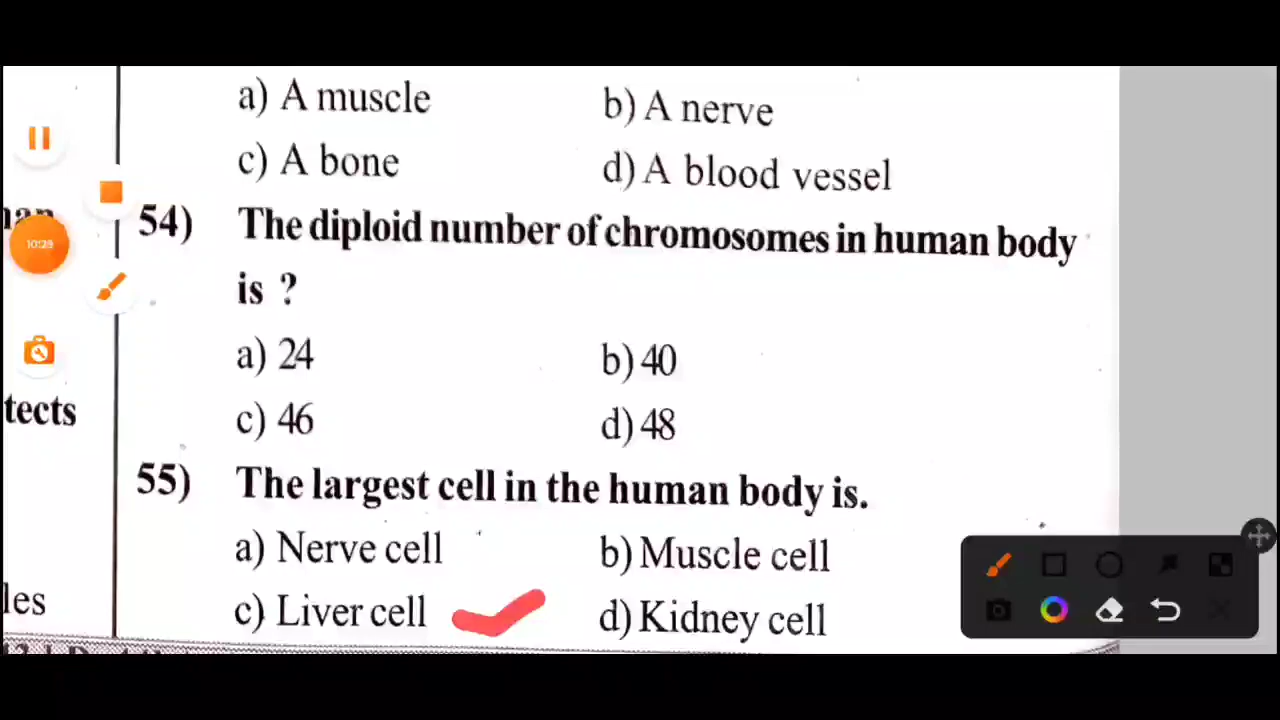 a) A muscle b) A nerve
c) A bone d) A blood vessel
54) The diploid number of chromosomes in human body
is ?
a) 24 b) 40
c) 46 d) 48
55) The largest cell in the human body is.
a) Nerve cell b) Muscle cell
c) Liver cell d) Kidney cell
10:29
tects
les